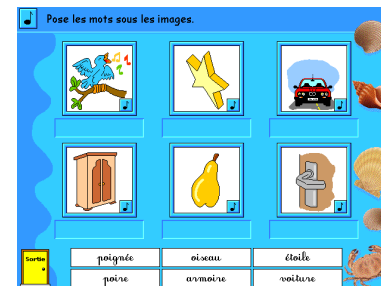 Pose les mots sous les images.
Sortie
poignée oiseau étoile
poire armoire voiture